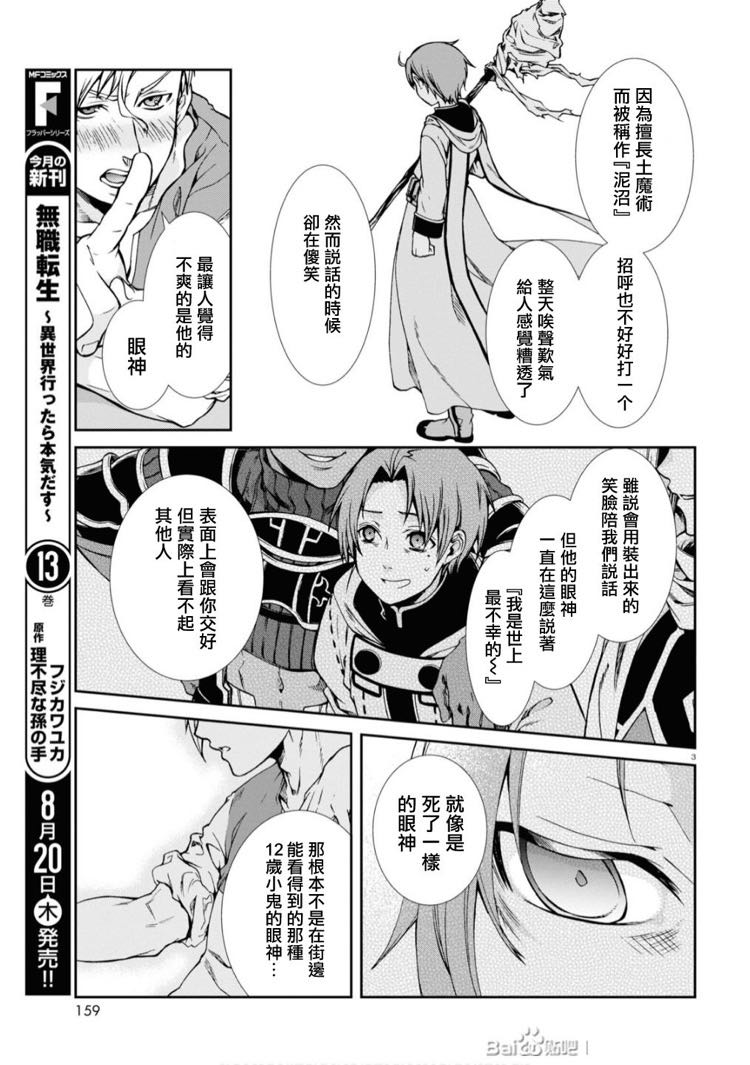 因為擅長土魔術
而被稱作『泥沼』
招呼也不好好打一个
整天唉聲歎氣
給人感覺糟透了
然而説話的時候
卻在傻笑
最讓人覺得
不爽的是他的
眼神
雖説會用裝出來的
笑臉陪我們説話
但他的眼神
一直在這麼説著
『我是世上
最不幸的~』
表面上會跟你交好
但實際上看不起
其他人
就像是
死了一樣
的眼神
那根本不是在街邊
能看得到的那種
12歲小鬼的眼神…
3
MFコミックス
F
フラッパーシリーズ
今月の
新刊
無職転生
～異世界行ったら本気だす～
13
巻
原作
フジカワユカ
理不尽な孫の手
8月20日木発売!!
159
Bai贴吧